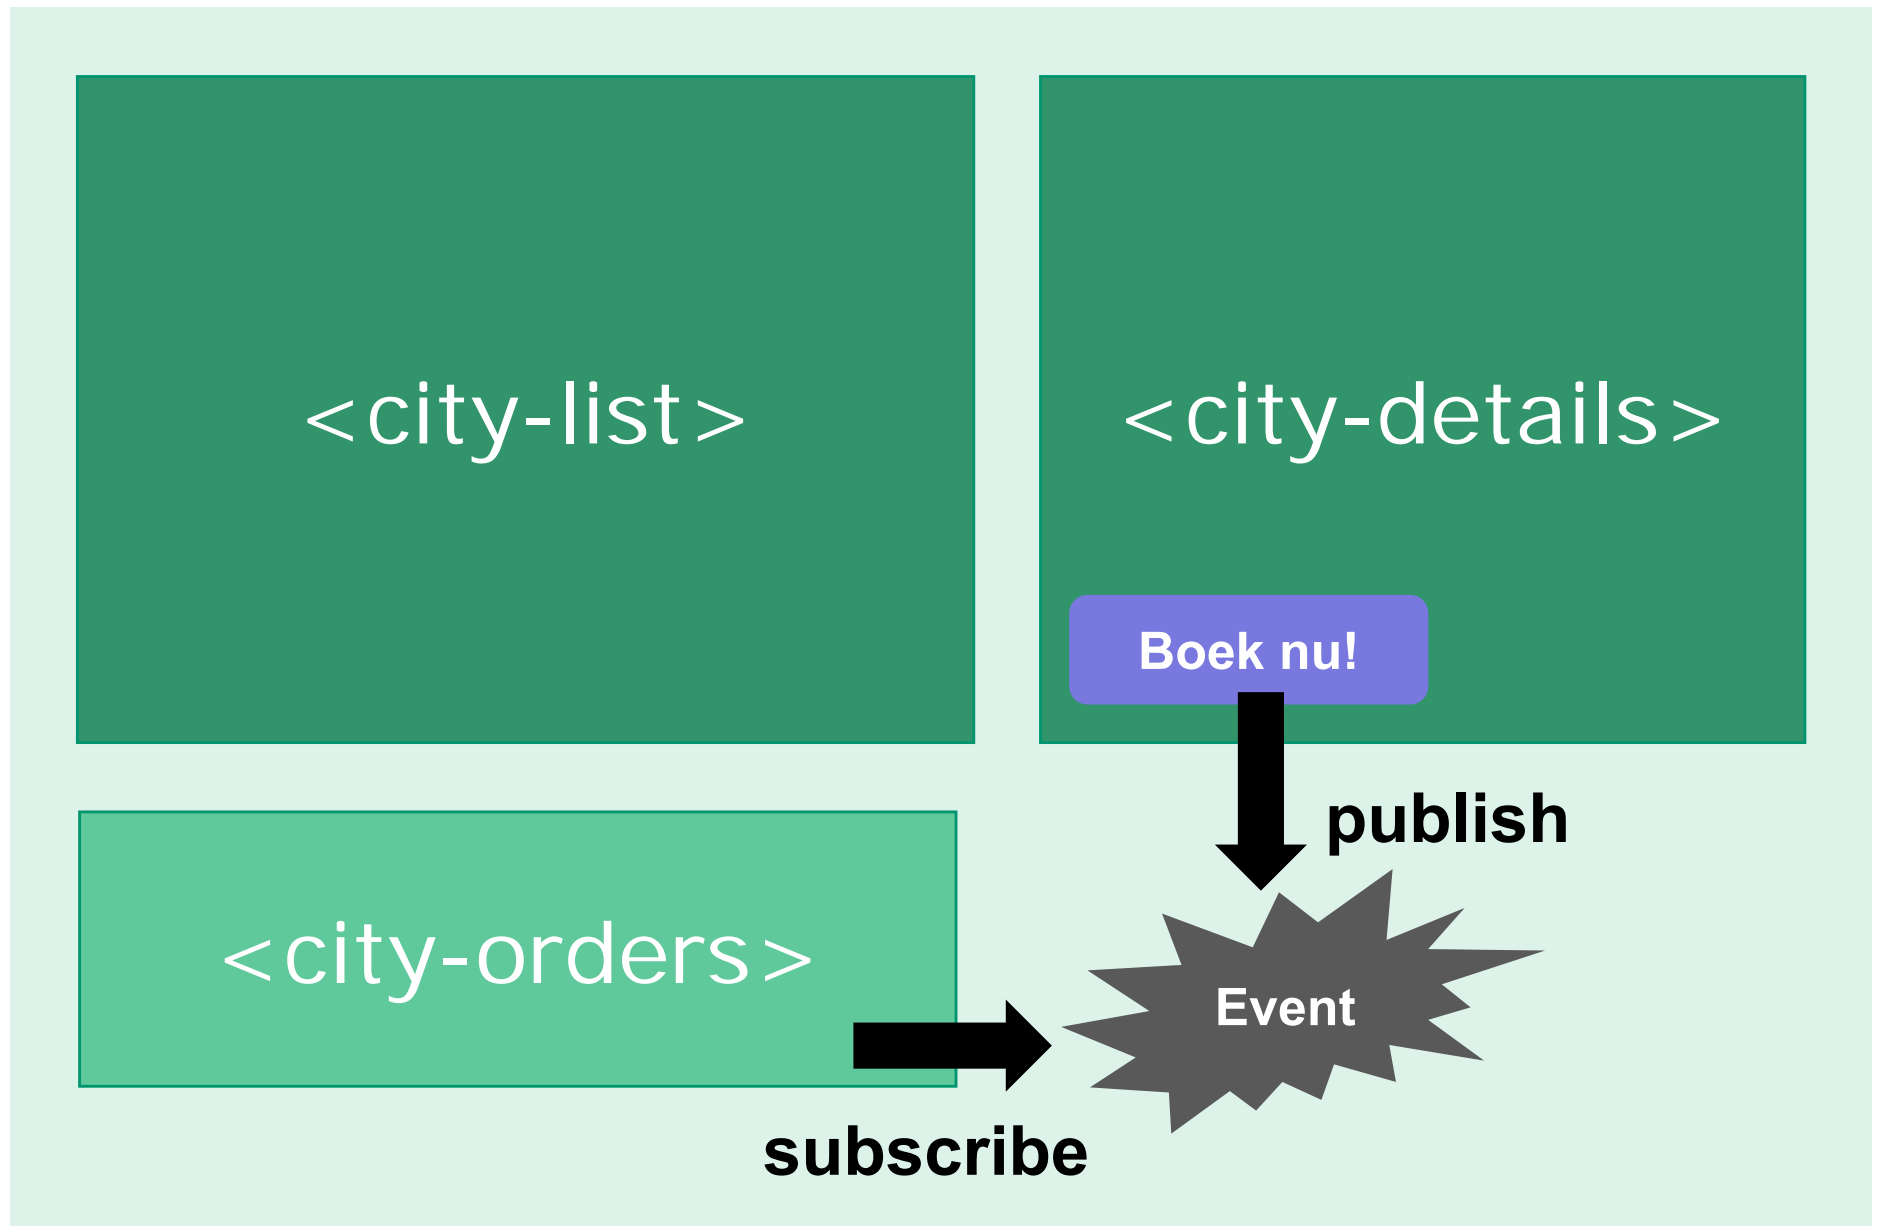 <city-list>
<city-details>
Boek nu!
publish
<city-orders>
Event
subscribe